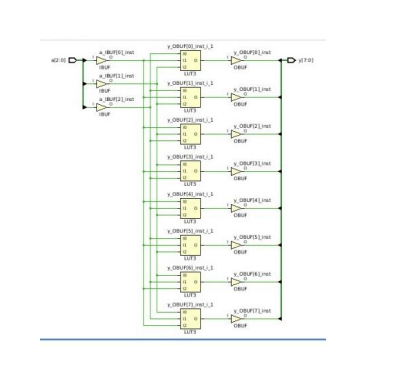 a[2:0]
a_IBUF[0]_inst
I O
IBUF
a_IBUF[1]_inst
I O
IBUF
a_IBUF[2]_inst
I O
IBUF
y_OBUF[0]_inst_i_1
I0
I1 O
I2
LUT3
y_OBUF[0]_inst
I O
OBUF
y[7:0]
y_OBUF[1]_inst_i_1
I0
I1 O
I2
LUT3
y_OBUF[1]_inst
I O
OBUF
y_OBUF[2]_inst_i_1
I0
I1 O
I2
LUT3
y_OBUF[2]_inst
I O
OBUF
y_OBUF[3]_inst_i_1
I0
I1 O
I2
LUT3
y_OBUF[3]_inst
I O
OBUF
y_OBUF[4]_inst_i_1
I0
I1 O
I2
LUT3
y_OBUF[4]_inst
I O
OBUF
y_OBUF[5]_inst_i_1
I0
I1 O
I2
LUT3
y_OBUF[5]_inst
I O
OBUF
y_OBUF[6]_inst_i_1
I0
I1 O
I2
LUT3
y_OBUF[6]_inst
I O
OBUF
y_OBUF[7]_inst_i_1
I0
I1 O
I2
LUT3
y_OBUF[7]_inst
I O
OBUF